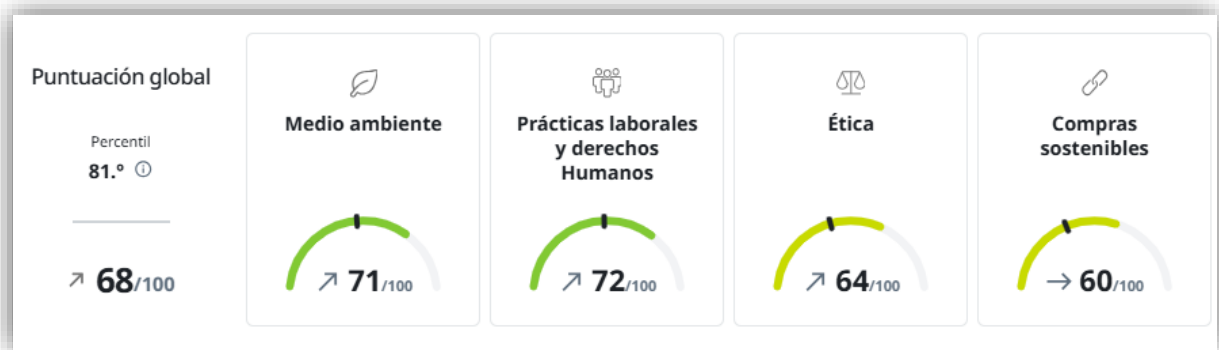 Puntuación global
Percentil
81.º
68/100
Medio ambiente
71/100
Prácticas laborales
y derechos
Humanos
72/100
Ética
64/100
Compras
sostenibles
60/100